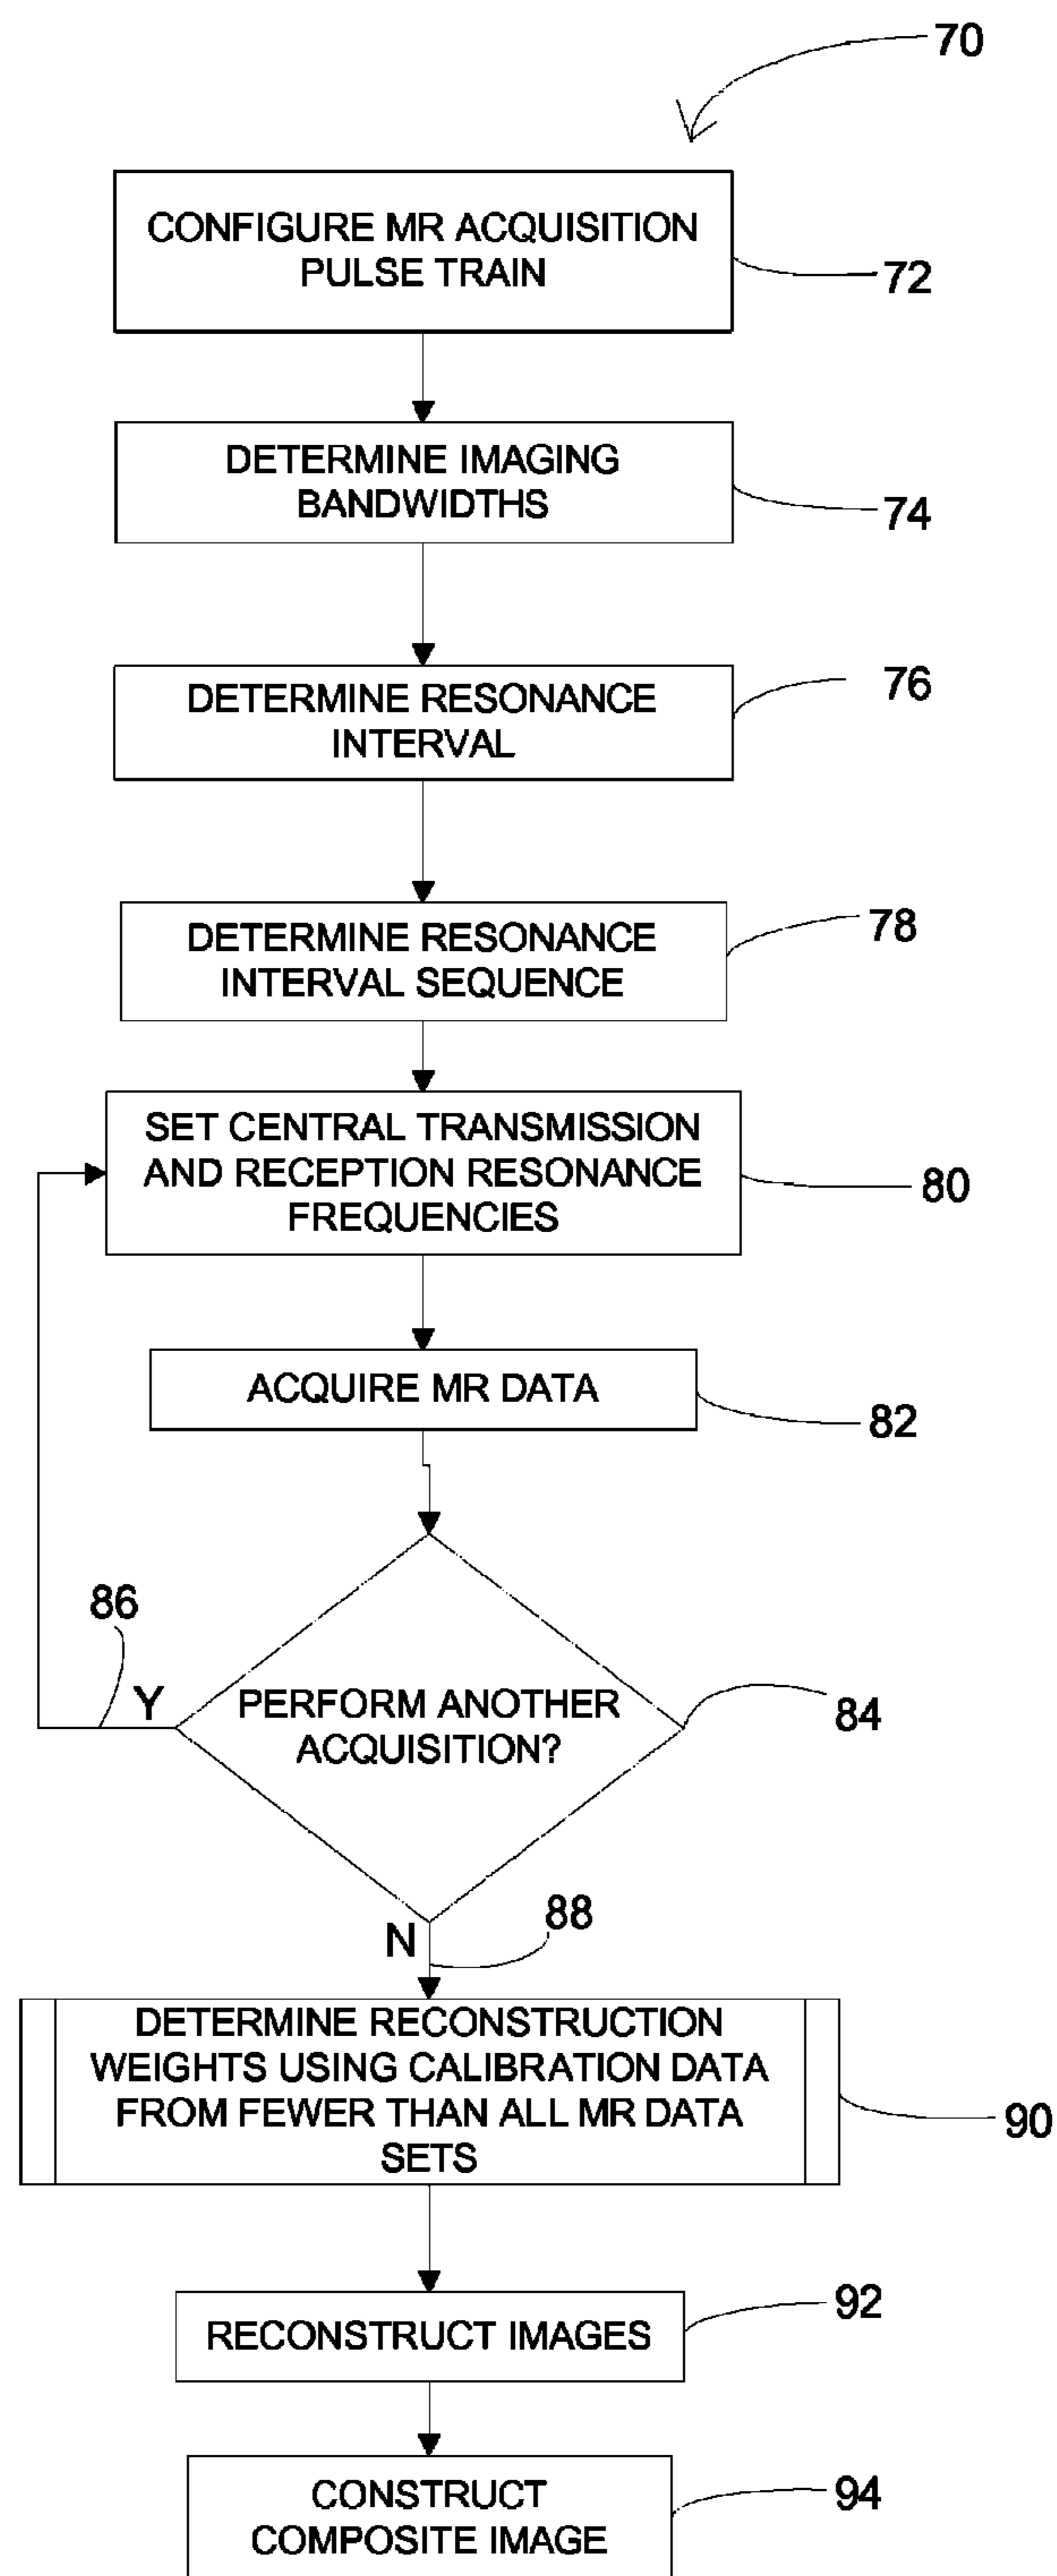 70
CONFIGURE MR ACQUISITION
PULSE TRAIN
72
DETERMINE IMAGING
BANDWIDTHS
74
DETERMINE RESONANCE
INTERVAL
76
DETERMINE RESONANCE
INTERVAL SEQUENCE
78
SET CENTRAL TRANSMISSION
AND RECEPTION RESONANCE
FREQUENCIES
80
ACQUIRE MR DATA
82
86
Y
PERFORM ANOTHER
ACQUISITION?
84
N
88
DETERMINE RECONSTRUCTION
WEIGHTS USING CALIBRATION DATA
FROM FEWER THAN ALL MR DATA
SETS
90
RECONSTRUCT IMAGES
92
CONSTRUCT
COMPOSITE IMAGE
94